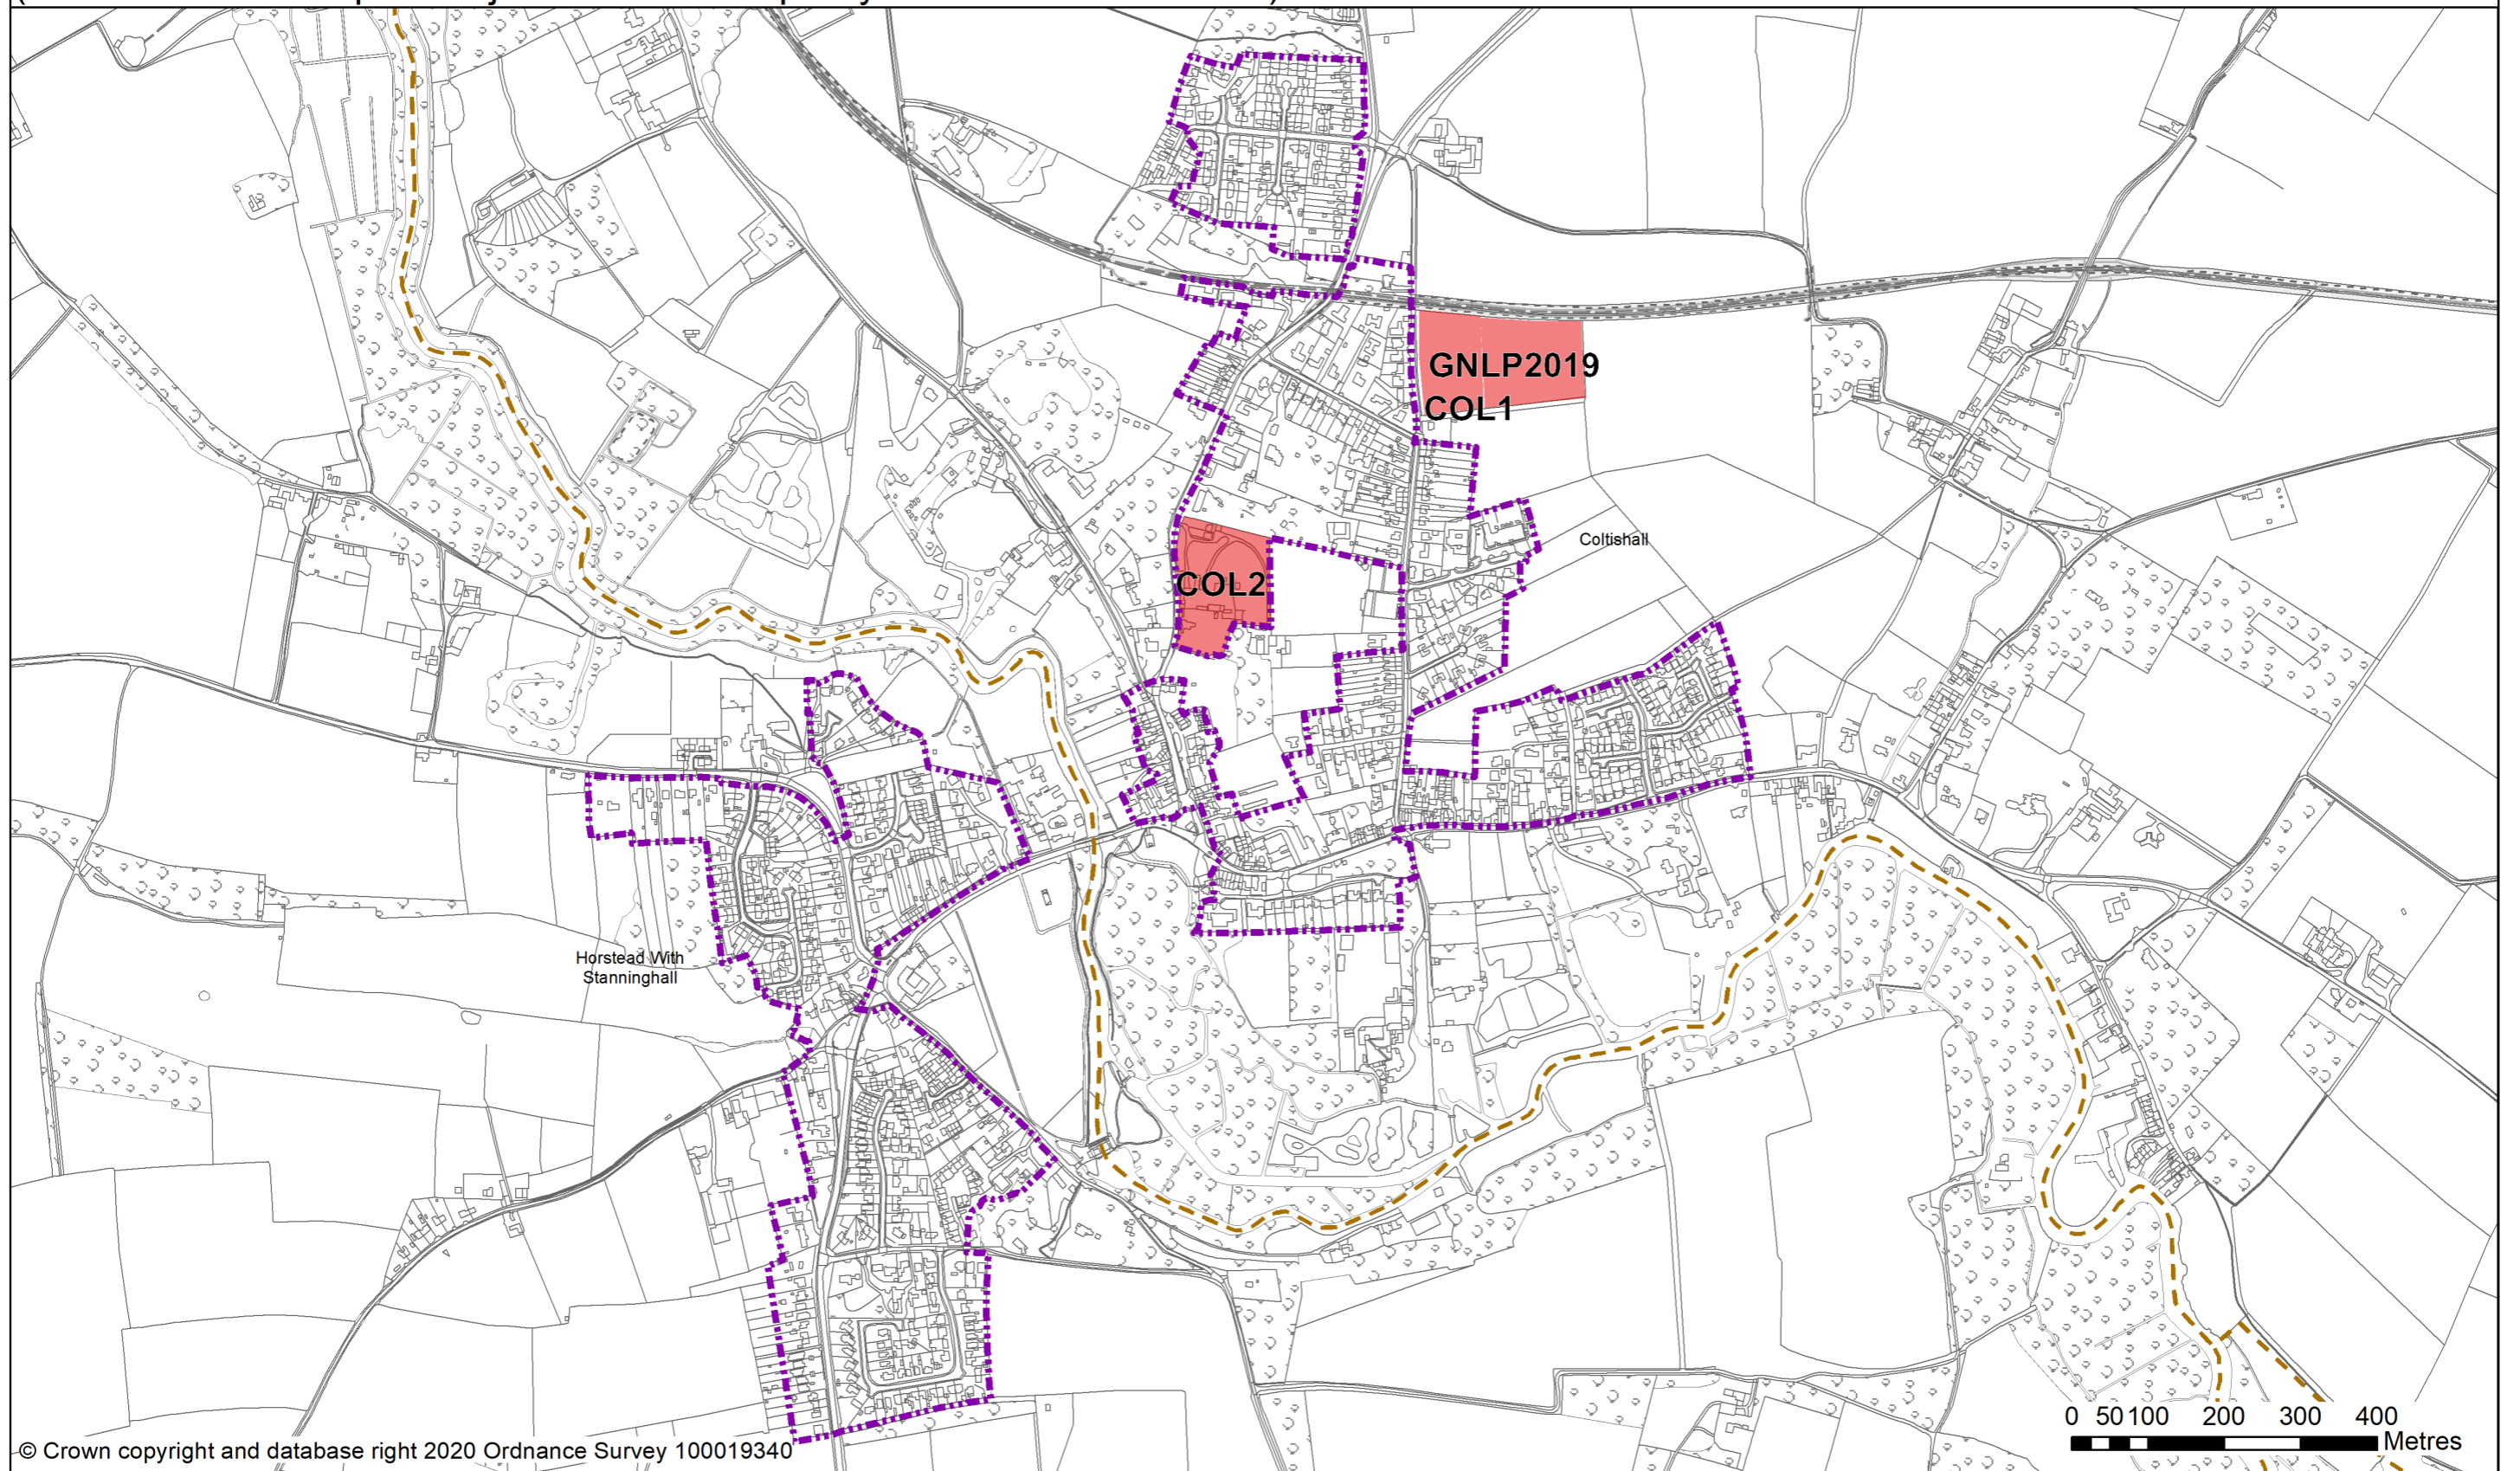 GNLP2019
COL1
Coltishall
COL2
Horstead With
Stanninghall
0 50 100 200 300 400
Metres
© Crown copyright and database right 2020 Ordnance Survey 100019340